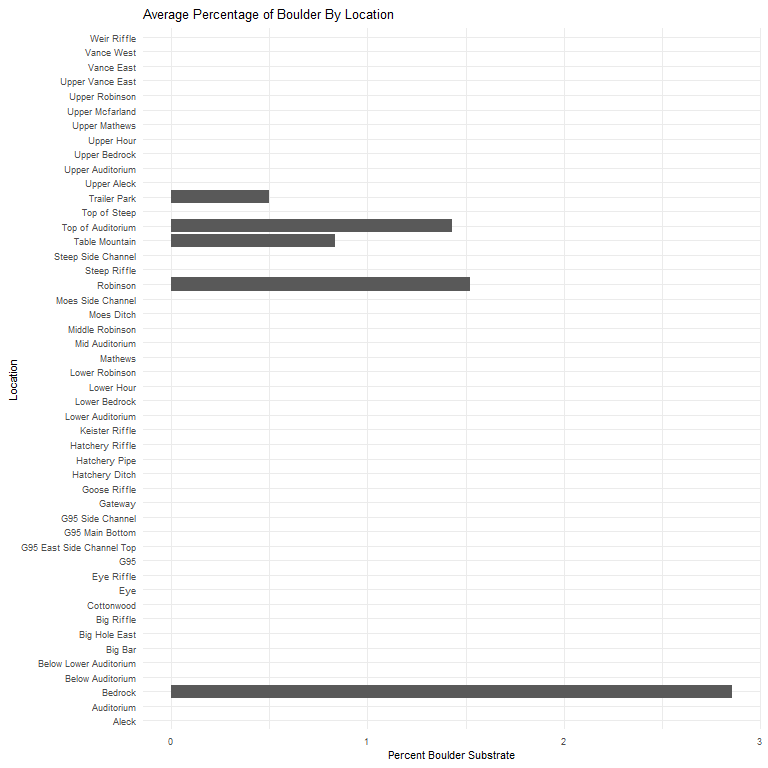 Average Percentage of Boulder By Location
Weir Riffle
Vance West
Vance East
Upper Vance East
Upper Robinson
Upper Mcfarland
Upper Mathews
Upper Hour
Upper Bedrock
Upper Auditorium
Upper Aleck
Trailer Park
Top of Steep
Top of Auditorium
Table Mountain
Steep Side Channel
Steep Riffle
Robinson
Moes Side Channel
Moes Ditch
Middle Robinson
Mid Auditorium
Mathews
Lower Robinson
Lower Hour
Lower Bedrock
Lower Auditorium
Keister Riffle
Hatchery Riffle
Hatchery Pipe
Hatchery Ditch
Goose Riffle
Gateway
G95 Side Channel
G95 Main Bottom
G95 East Side Channel Top
G95
Eye Riffle
Eye
Cottonwood
Big Riffle
Big Hole East
Big Bar
Below Lower Auditorium
Below Auditorium
Bedrock
Auditorium
Aleck
Location
0 1 2 3
Percent Boulder Substrate